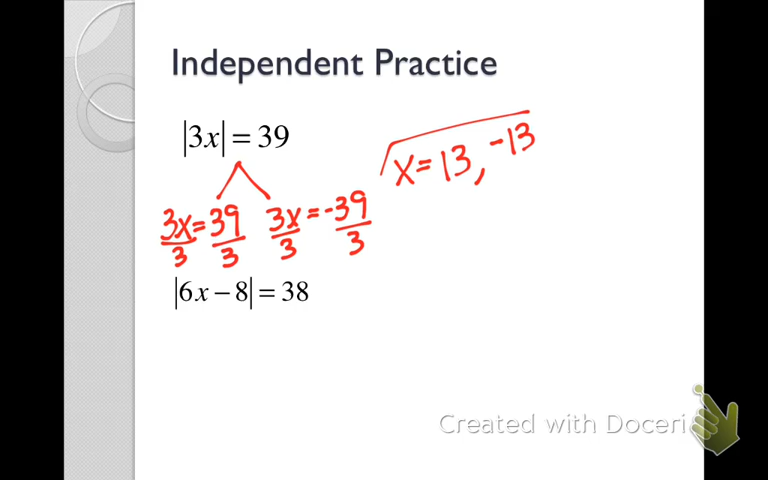 Independent Practice
|3x| = 39
x = 13, -13
3x = 39 3x = -39
3 3 3 3
|6x − 8| = 38
Created with Doceri